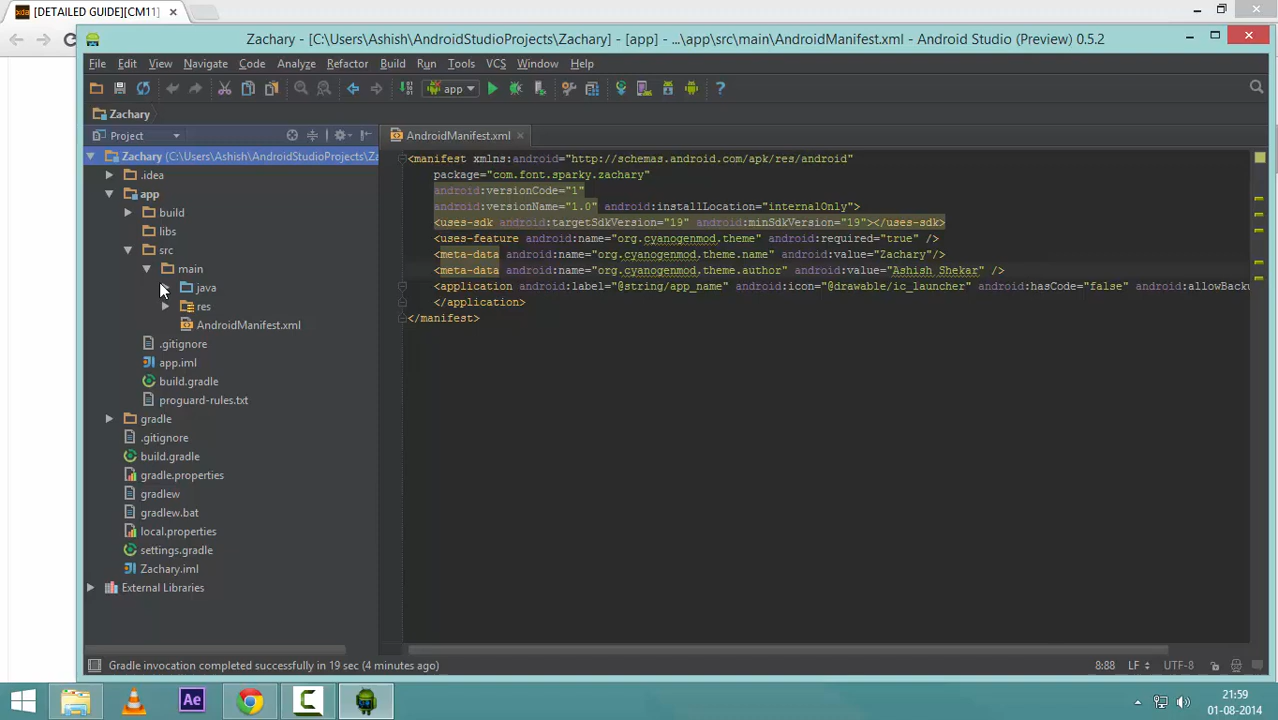 [DETAILED GUIDE][CM11]
Zachary - [C:\Users\Ashish\AndroidStudioProjects\Zachary] - [app] - ...\app\src\main\AndroidManifest.xml - Android Studio (Preview) 0.5.2
File Edit View Navigate Code Analyze Refactor Build Run Tools VCS Window Help
app
Zachary
Project
AndroidManifest.xml
Zachary (C:\Users\Ashish\AndroidStudioProjects\Za
.idea
app
build
libs
src
main
java
res
AndroidManifest.xml
.gitignore
app.iml
build.gradle
proguard-rules.txt
gradle
.gitignore
build.gradle
gradle.properties
gradlew
gradlew.bat
local.properties
settings.gradle
Zachary.iml
External Libraries
<manifest xmlns:android="http://schemas.android.com/apk/res/android"
package="com.font.sparky.zachary"
android:versionCode="1"
android:versionName="1.0" android:installLocation="internalOnly">
<uses-sdk android:targetSdkVersion="19" android:minSdkVersion="19"></uses-sdk>
<uses-feature android:name="org.cyanogenmod.theme" android:required="true" />
<meta-data android:name="org.cyanogenmod.theme.name" android:value="Zachary"/>
<meta-data android:name="org.cyanogenmod.theme.author" android:value="Ashish Shekar" />
<application android:label="@string/app_name" android:icon="@drawable/ic_launcher" android:hasCode="false" android:allowBacku
</application>
</manifest>
Gradle invocation completed successfully in 19 sec (4 minutes ago)
8:88 LF UTF-8
Ae
21:59
01-08-2014